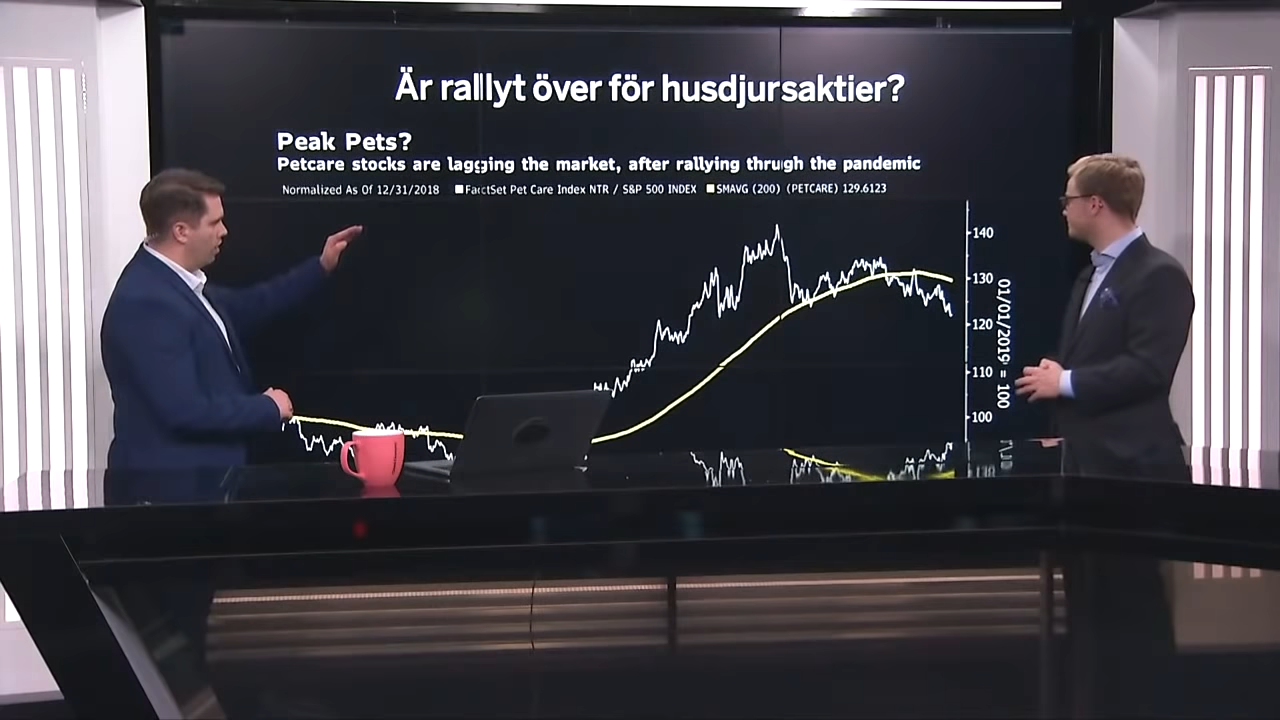 Är rallyt över för husdjursaktier?
Peak Pets?
Petcare stocks are lagging the market, after rallying thrugh the pandemic
Normalized As Of 12/31/2018 FactSet Pet Care Index NTR / S&P 500 INDEX SMAVG (200) (PETCARE) 129.6123
140
130
120
110
100
01/01/2019 = 100